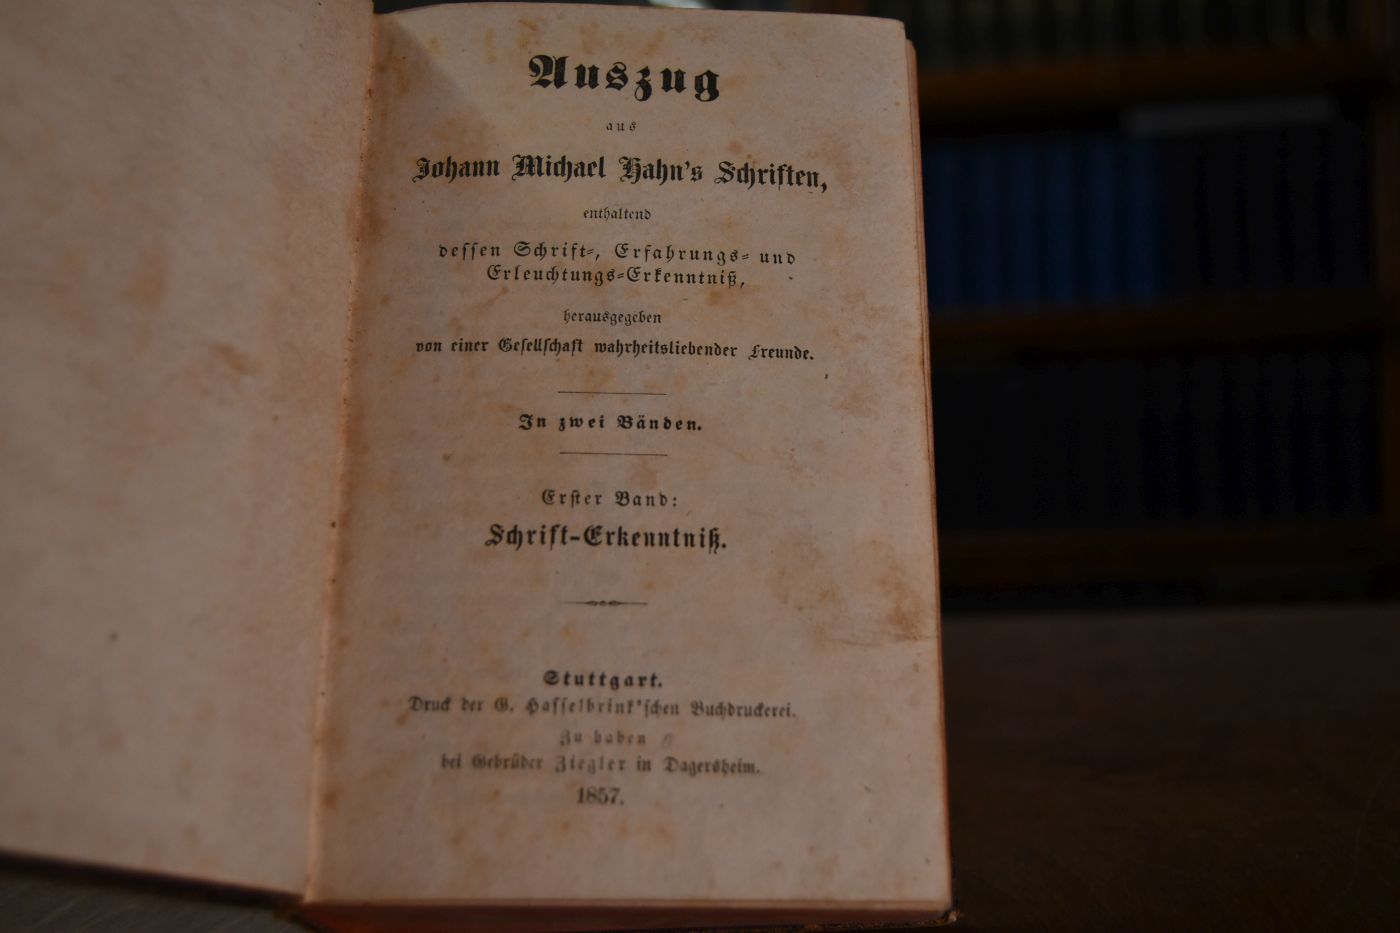 Auszug
aus
Johann Michael Hahn's Schriften,
enthaltend
dessen Schrift-, Erfahrungs- und
Erleuchtungs-Erkenntniß,
herausgegeben
von einer Gesellschaft wahrheitsliebender Freunde.
In zwei Bänden.
Erster Band:
Schrift-Erkenntniß.
Stuttgart.
Druck der G. Hasselbrink'schen Buchdruckerei.
Zu haben
bei Gebrüder Ziegler in Dagersheim.
1857.